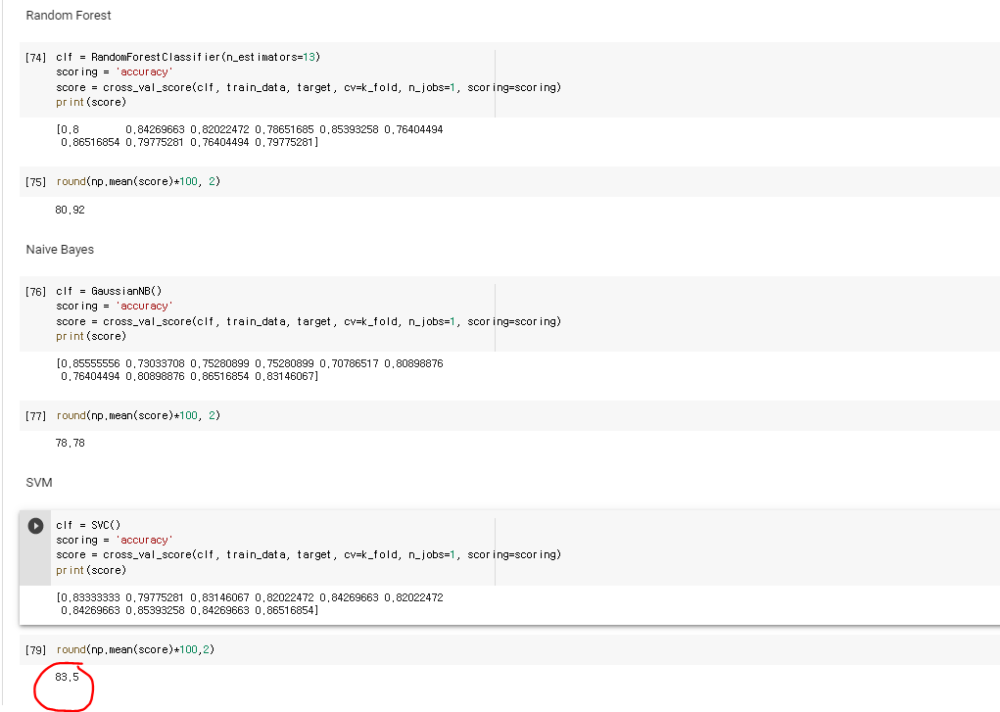 Random Forest
[74] clf = RandomForestClassifier(n_estimators=13)
scoring = 'accuracy'
score = cross_val_score(clf, train_data, target, cv=k_fold, n_jobs=1, scoring=scoring)
print(score)
[0.8 0.84269663 0.82022472 0.78651685 0.85393258 0.76404494
0.86516854 0.79775281 0.76404494 0.79775281]
[75] round(np.mean(score)*100, 2)
80.92
Naive Bayes
[76] clf = GaussianNB()
scoring = 'accuracy'
score = cross_val_score(clf, train_data, target, cv=k_fold, n_jobs=1, scoring=scoring)
print(score)
[0.85555556 0.73033708 0.75280899 0.75280899 0.70786517 0.80898876
0.76404494 0.80898876 0.86516854 0.83146067]
[77] round(np.mean(score)*100, 2)
78.78
SVM
clf = SVC()
scoring = 'accuracy'
score = cross_val_score(clf, train_data, target, cv=k_fold, n_jobs=1, scoring=scoring)
print(score)
[0.83333333 0.79775281 0.83146067 0.82022472 0.84269663 0.82022472
0.84269663 0.85393258 0.84269663 0.86516854]
[79] round(np.mean(score)*100,2)
83.5